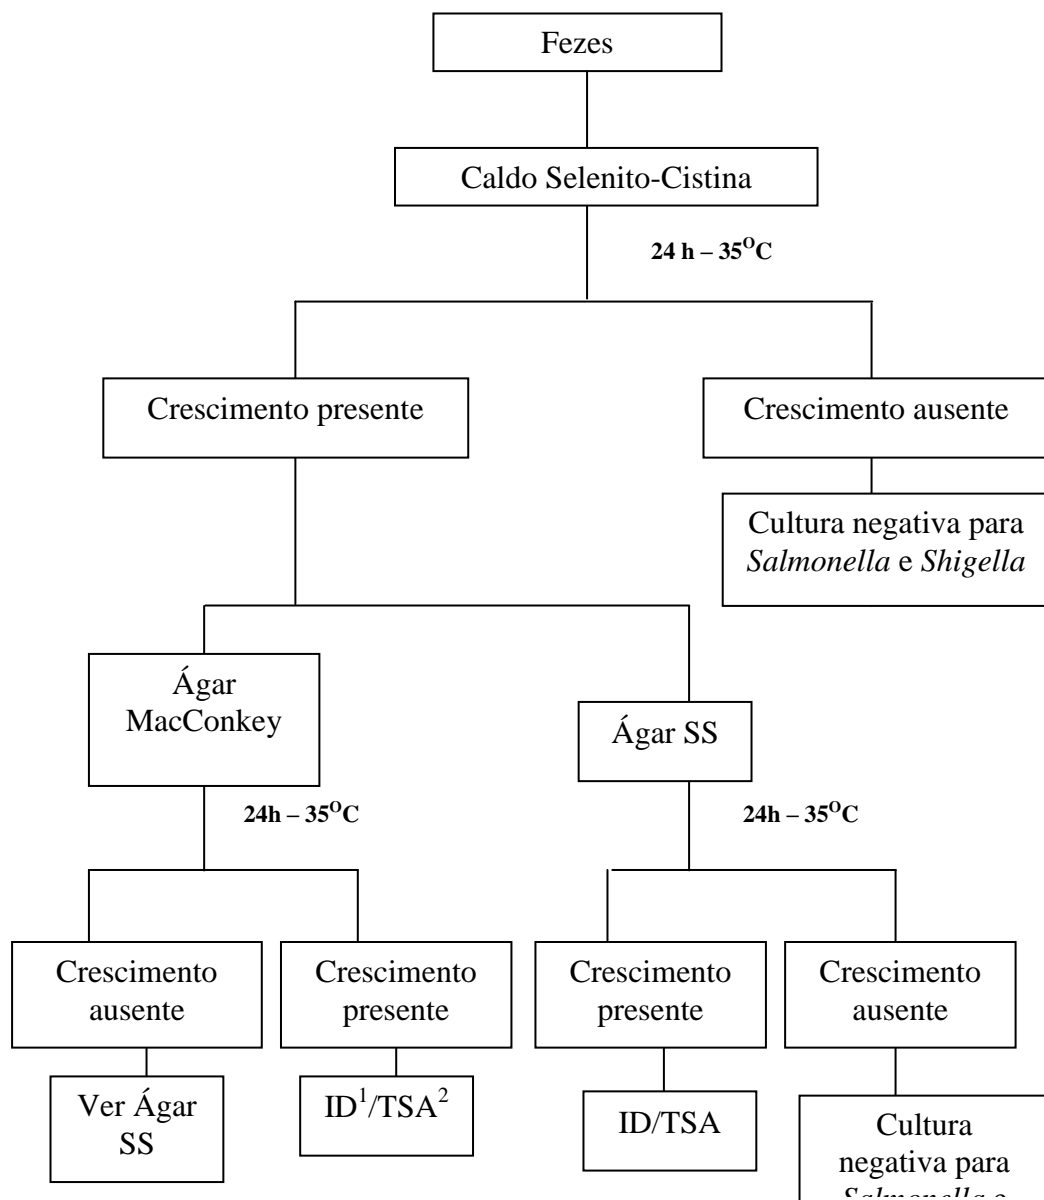 Fezes
Caldo Selenito-Cistina
24 h – 35ᴼC
Crescimento presente
Crescimento ausente
Cultura negativa para
Salmonella e Shigella
Ágar
MacConkey
Ágar SS
24h – 35ᴼC
24h – 35ᴼC
Crescimento
ausente
Crescimento
presente
Crescimento
presente
Crescimento
ausente
Ver Ágar
SS
ID¹/TSA²
ID/TSA
Cultura
negativa para
Salmonella e